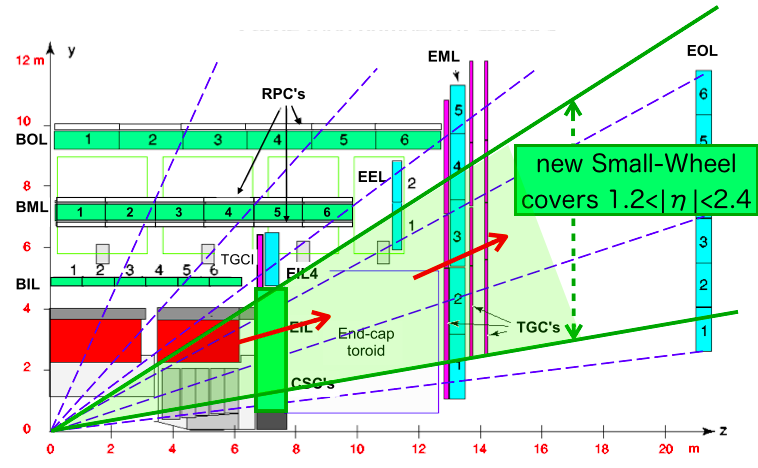 y
12 m
EML
EOL
RPC's
6
5
5
10
BOL
1 2 3 4 5 6
new Small-Wheel
covers 1.2<|η|<2.4
4
EEL
8
2
BML
1 2 3 4 5 6
1
3
3
6
TGCI
1 2 3 4 5 6
EIL4
BIL
2
2
4
EIL
End-cap
toroid
TGC's
1
1
2
CSC's
0
z
0 2 4 6 8 10 12 14 16 18 20 m